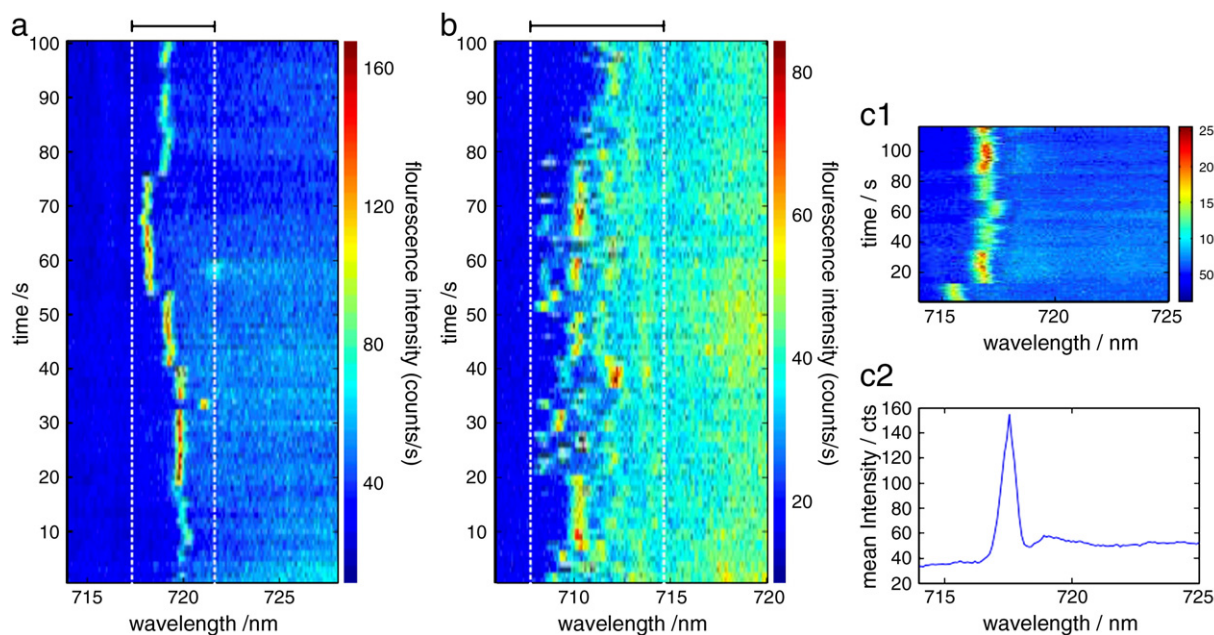 a
100
90
80
70
60
50
40
30
20
10
time /s
715 720 725
wavelength /nm
160
120
80
40
flourescence intensity (counts/s)
b
100
90
80
70
60
50
40
30
20
10
time /s
710 715 720
wavelength /nm
80
60
40
20
flourescence intensity (counts/s)
c1
100
80
60
40
20
time / s
715 720 725
wavelength / nm
25
20
15
10
50
c2
160
140
120
100
80
60
40
20
mean Intensity / cts
715 720 725
wavelength / nm